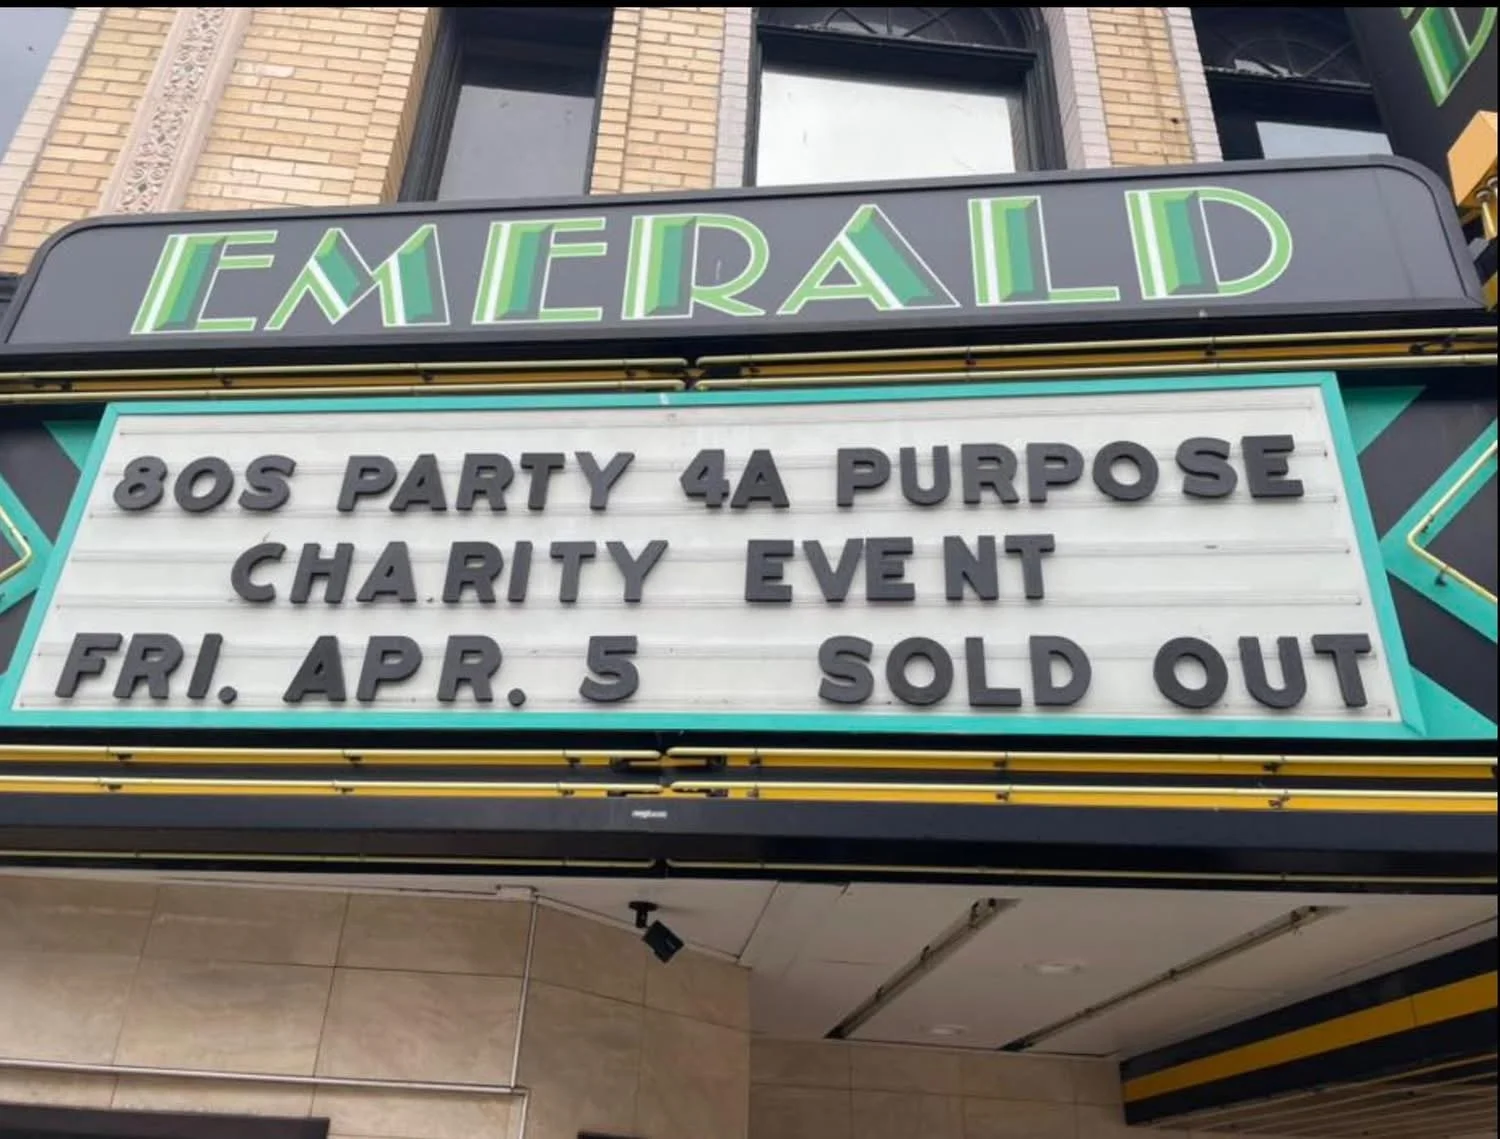 EMERALD
80S PARTY 4A PURPOSE
CHARITY EVENT
FRI. APR. 5 SOLD OUT